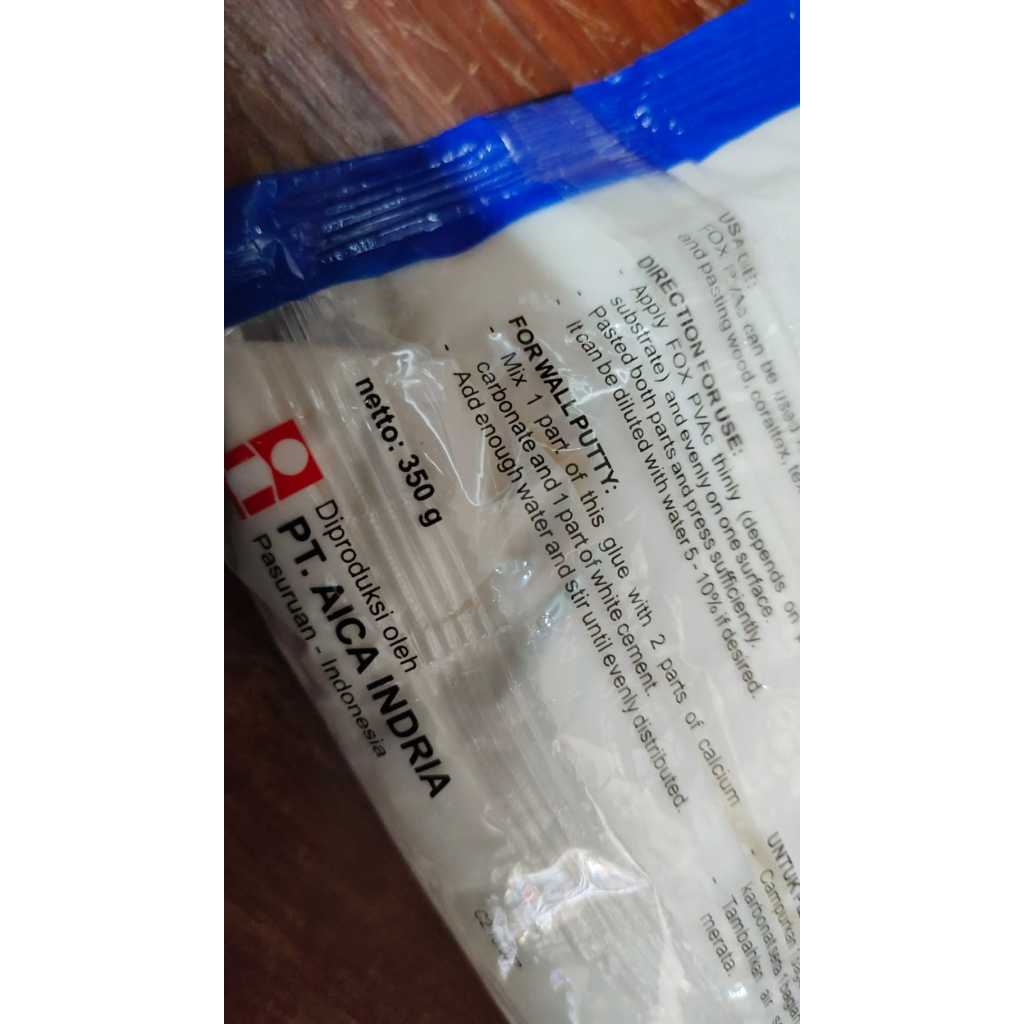 USAGE:
FOX PVAc can be used
and pasting wood, coraltex, tex
DIRECTION FOR USE:
- Apply FOX PVAc thinly (depends on
substrate) and evenly on one surface.
- Pasted both parts and press sufficiently.
- It can be diluted with water 5 - 10% if desired.
FOR WALL PUTTY:
- Mix 1 part of this glue with 2 parts of calcium
carbonate and 1 part of white cement.
- Add enough water and stir until evenly distributed.
netto: 350 g
Diproduksi oleh
PT. AICA INDRIA
Pasuruan - Indonesia
UNTUK
- Campurkan
karbonat
- Tambahkan air
merata.